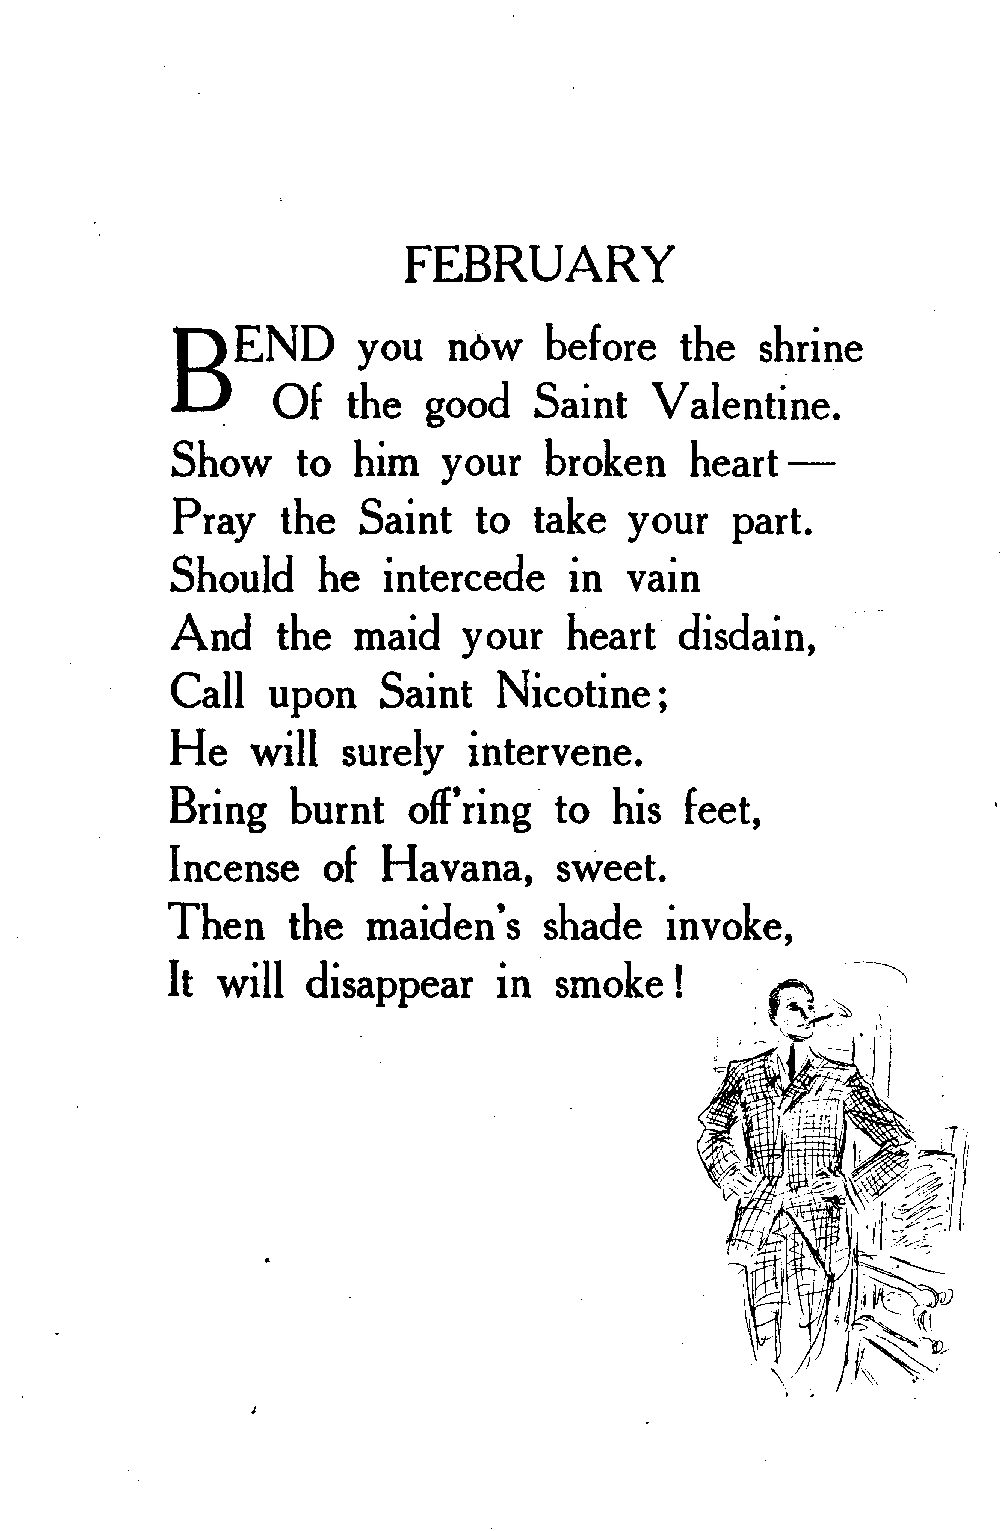 FEBRUARY
BEND you now before the shrine
Of the good Saint Valentine.
Show to him your broken heart—
Pray the Saint to take your part.
Should he intercede in vain
And the maid your heart disdain,
Call upon Saint Nicotine;
He will surely intervene.
Bring burnt off'ring to his feet,
Incense of Havana, sweet.
Then the maiden's shade invoke,
It will disappear in smoke!